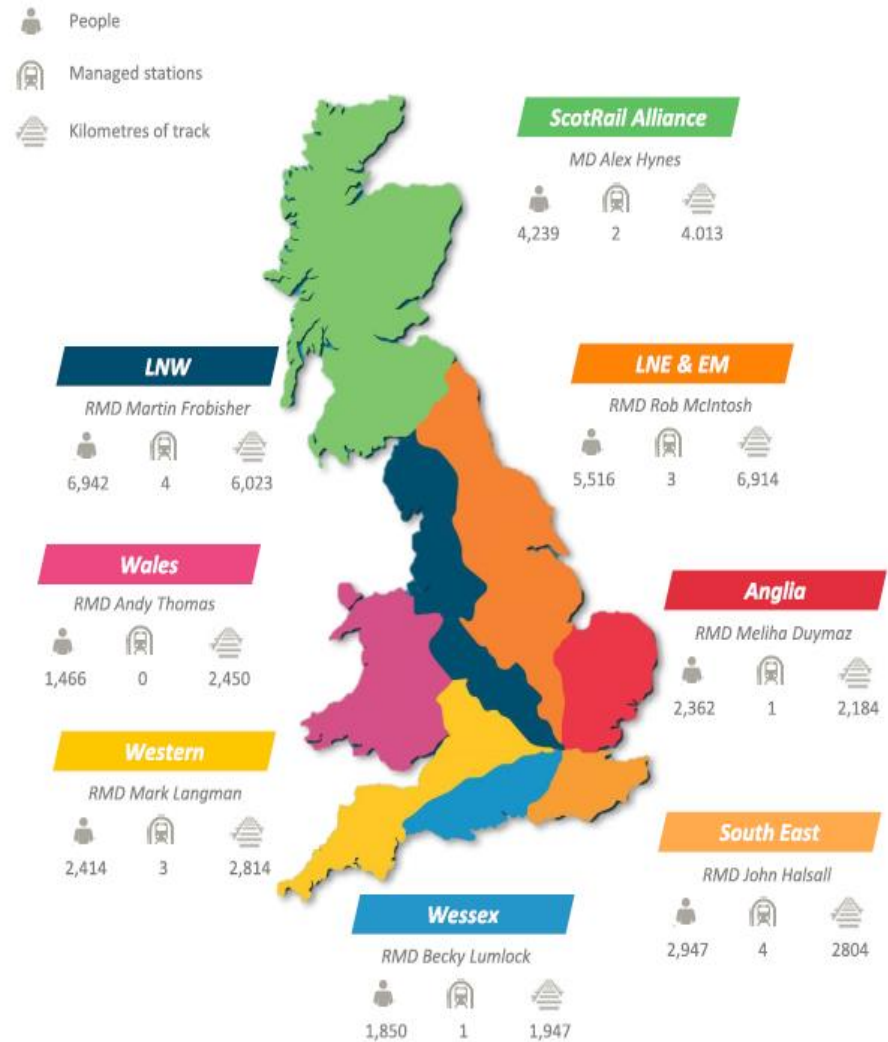 People
Managed stations
Kilometres of track
ScotRail Alliance
MD Alex Hynes
4,239 2 4.013
LNW
RMD Martin Frobisher
6,942 4 6,023
LNE & EM
RMD Rob McIntosh
5,516 3 6,914
Wales
RMD Andy Thomas
1,466 0 2,450
Anglia
RMD Meliha Duymaz
2,362 1 2,184
Western
RMD Mark Langman
2,414 3 2,814
South East
RMD John Halsall
2,947 4 2804
Wessex
RMD Becky Lumlock
1,850 1 1,947